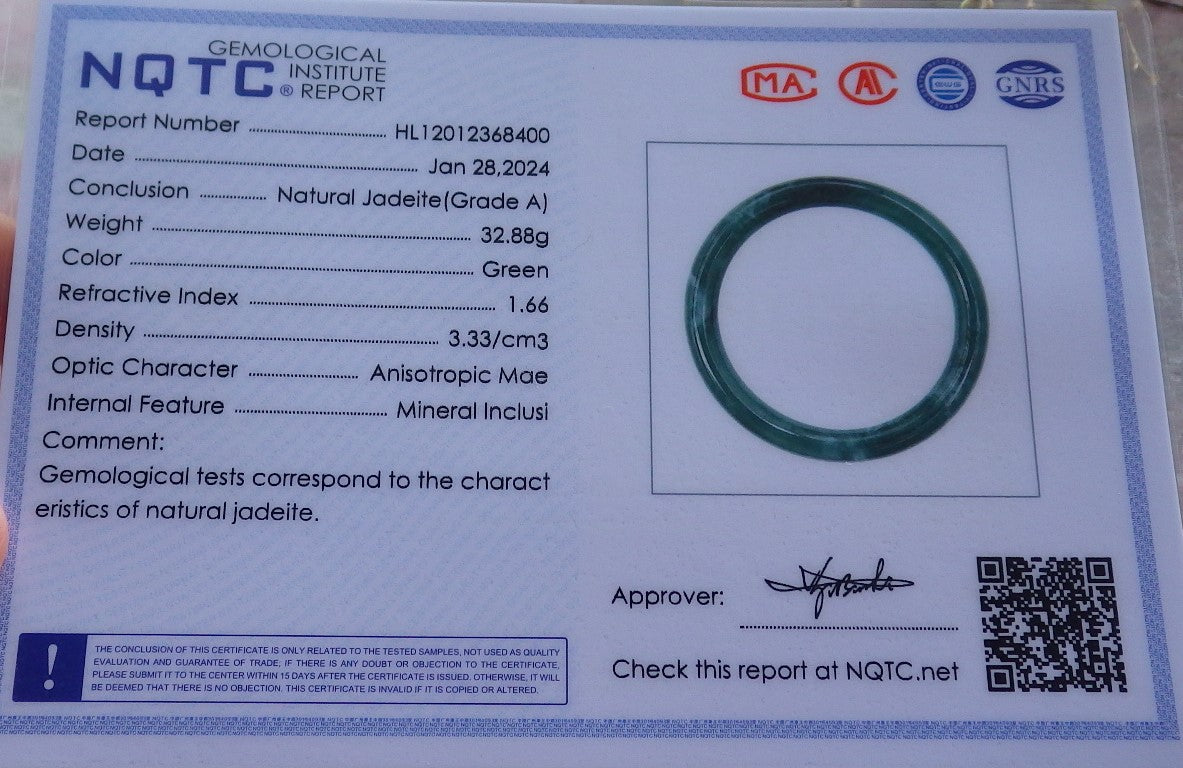 NQTC ® GEMOLOGICAL INSTITUTE REPORT
MA
AL
GNRS
Report Number HL12012368400
Date Jan 28,2024
Conclusion Natural Jadeite(Grade A)
Weight 32.88g
Color Green
Refractive Index 1.66
Density 3.33/cm3
Optic Character Anisotropic Mae
Internal Feature Mineral Inclusi
Comment:
Gemological tests correspond to the charact
eristics of natural jadeite.
Approver:
Check this report at NQTC.net
!
THE CONCLUSION OF THIS CERTIFICATE IS ONLY RELATED TO THE TESTED SAMPLES, NOT USED AS QUALITY
EVALUATION AND GUARANTEE OF TRADE. IF THERE IS ANY DOUBT OR OBJECTION TO THE CERTIFICATE,
PLEASE SUBMIT IT TO THE CENTER WITHIN 15 DAYS AFTER THE CERTIFICATE IS ISSUED. OTHERWISE, IT WILL
BE DEEMED THAT THERE IS NO OBJECTION. THIS CERTIFICATE IS INVALID IF IT IS COPIED OR ALTERED.